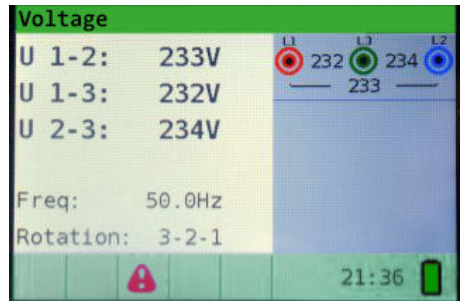 Voltage
U 1-2: 233V
U 1-3: 232V
U 2-3: 234V
Freq: 50.0Hz
Rotation: 3-2-1
L1 L3 L2
232 234
233
21:36